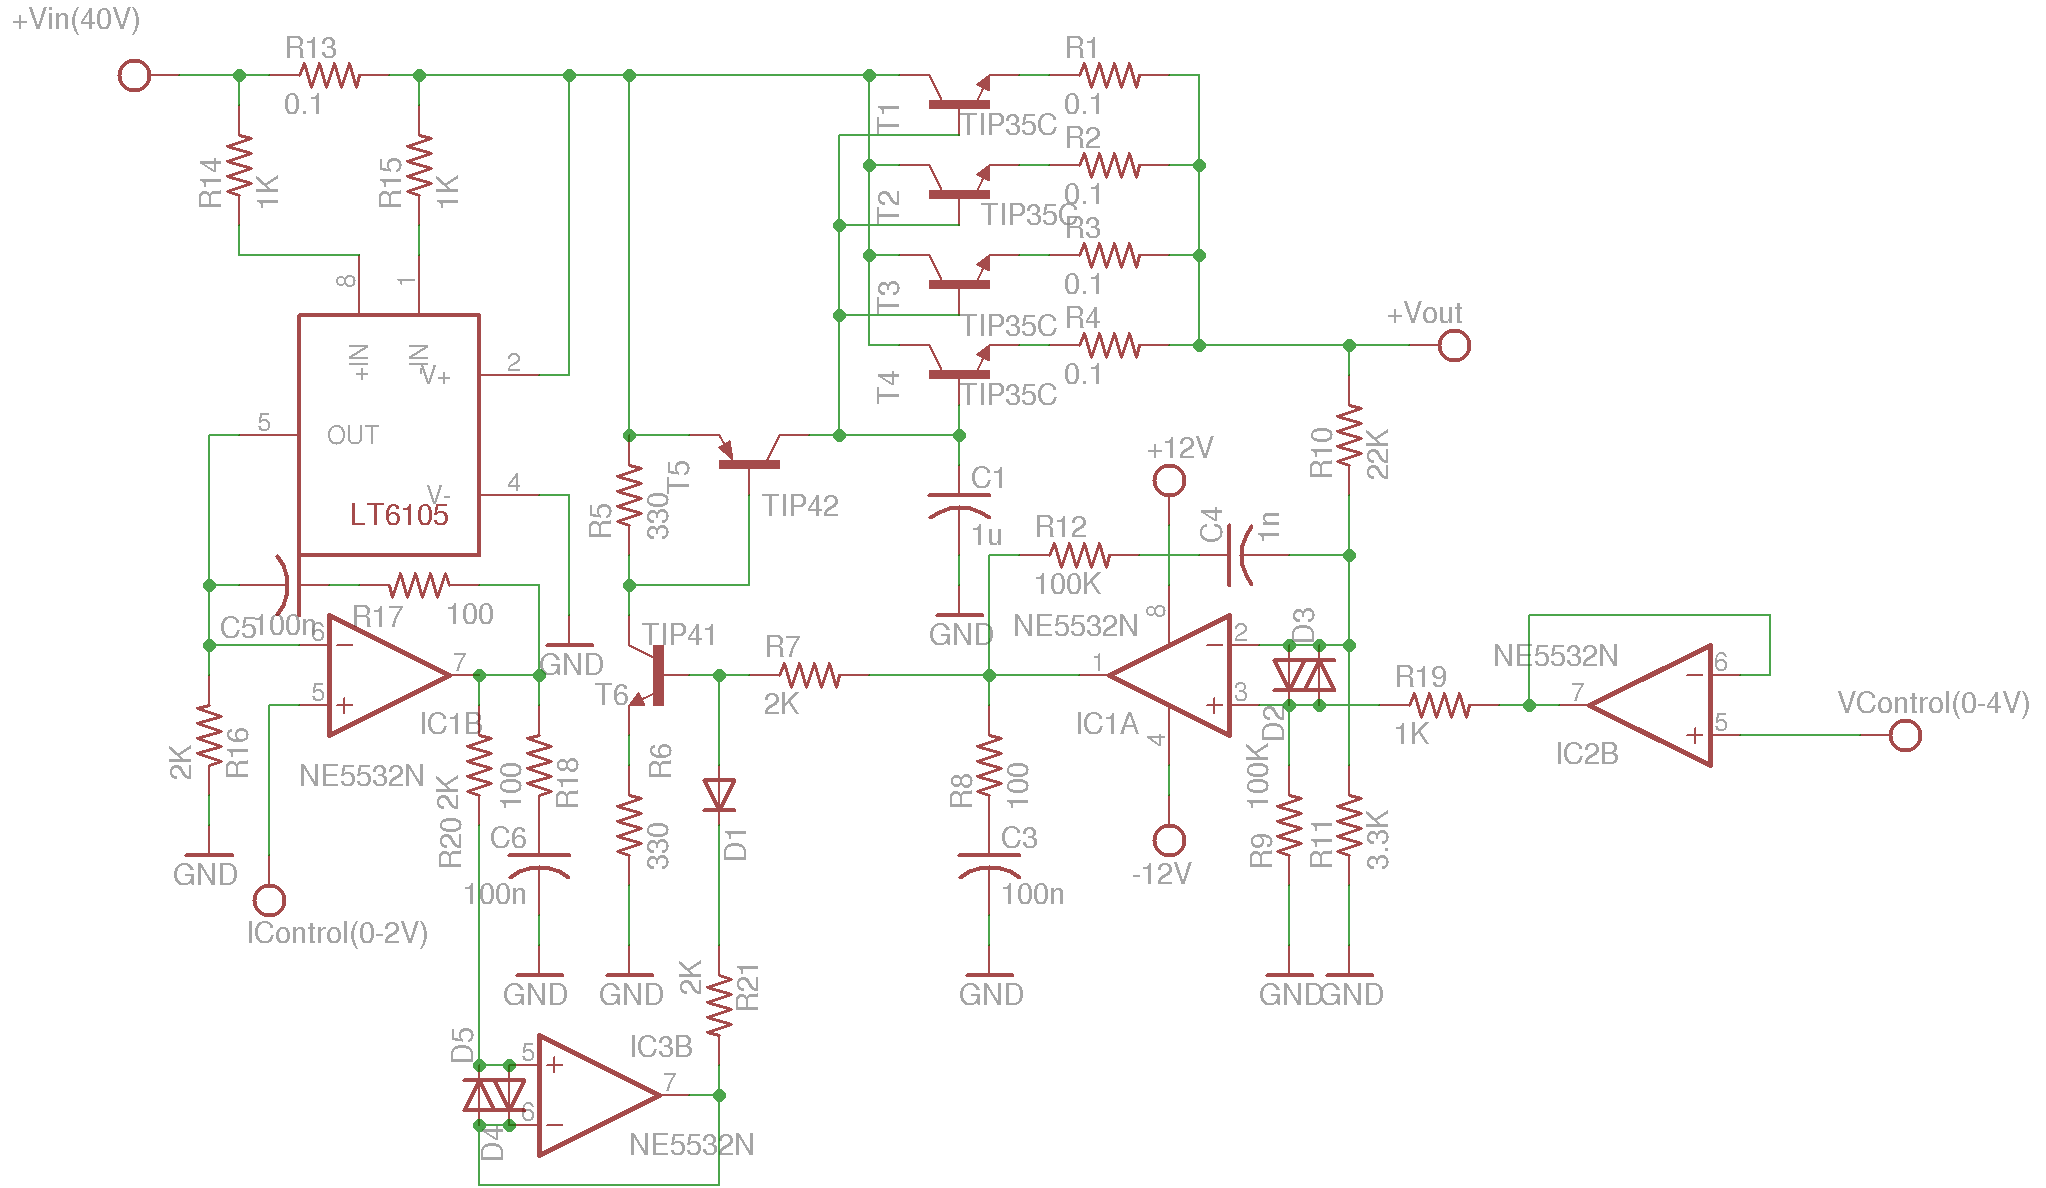 +Vin(40V)
R13
0.1
R14
1K
R15
1K
8
1
+IN
-IN
V+
2
5
OUT
V-
4
LT6105
C5
100n
R17
100
6
5
7
IC1B
NE5532N
GND
2K
R16
GND
IControl(0-2V)
R20
2K
100
R18
C6
100n
GND
R5
330
T5
TIP42
TIP41
T6
R6
330
GND
R7
2K
D1
2K
R21
D5
D4
5
6
7
IC3B
NE5532N
T1
TIP35C
R1
0.1
T2
TIP35C
R2
0.1
T3
TIP35C
R3
0.1
T4
TIP35C
R4
0.1
C1
1u
GND
+Vout
R10
22K
+12V
C4
1n
R12
100K
NE5532N
8
1
2
3
4
IC1A
-12V
D3
D2
R8
100
C3
100n
GND
100K
R9
GND
R11
3.3K
GND
R19
1K
NE5532N
7
6
5
IC2B
VControl(0-4V)